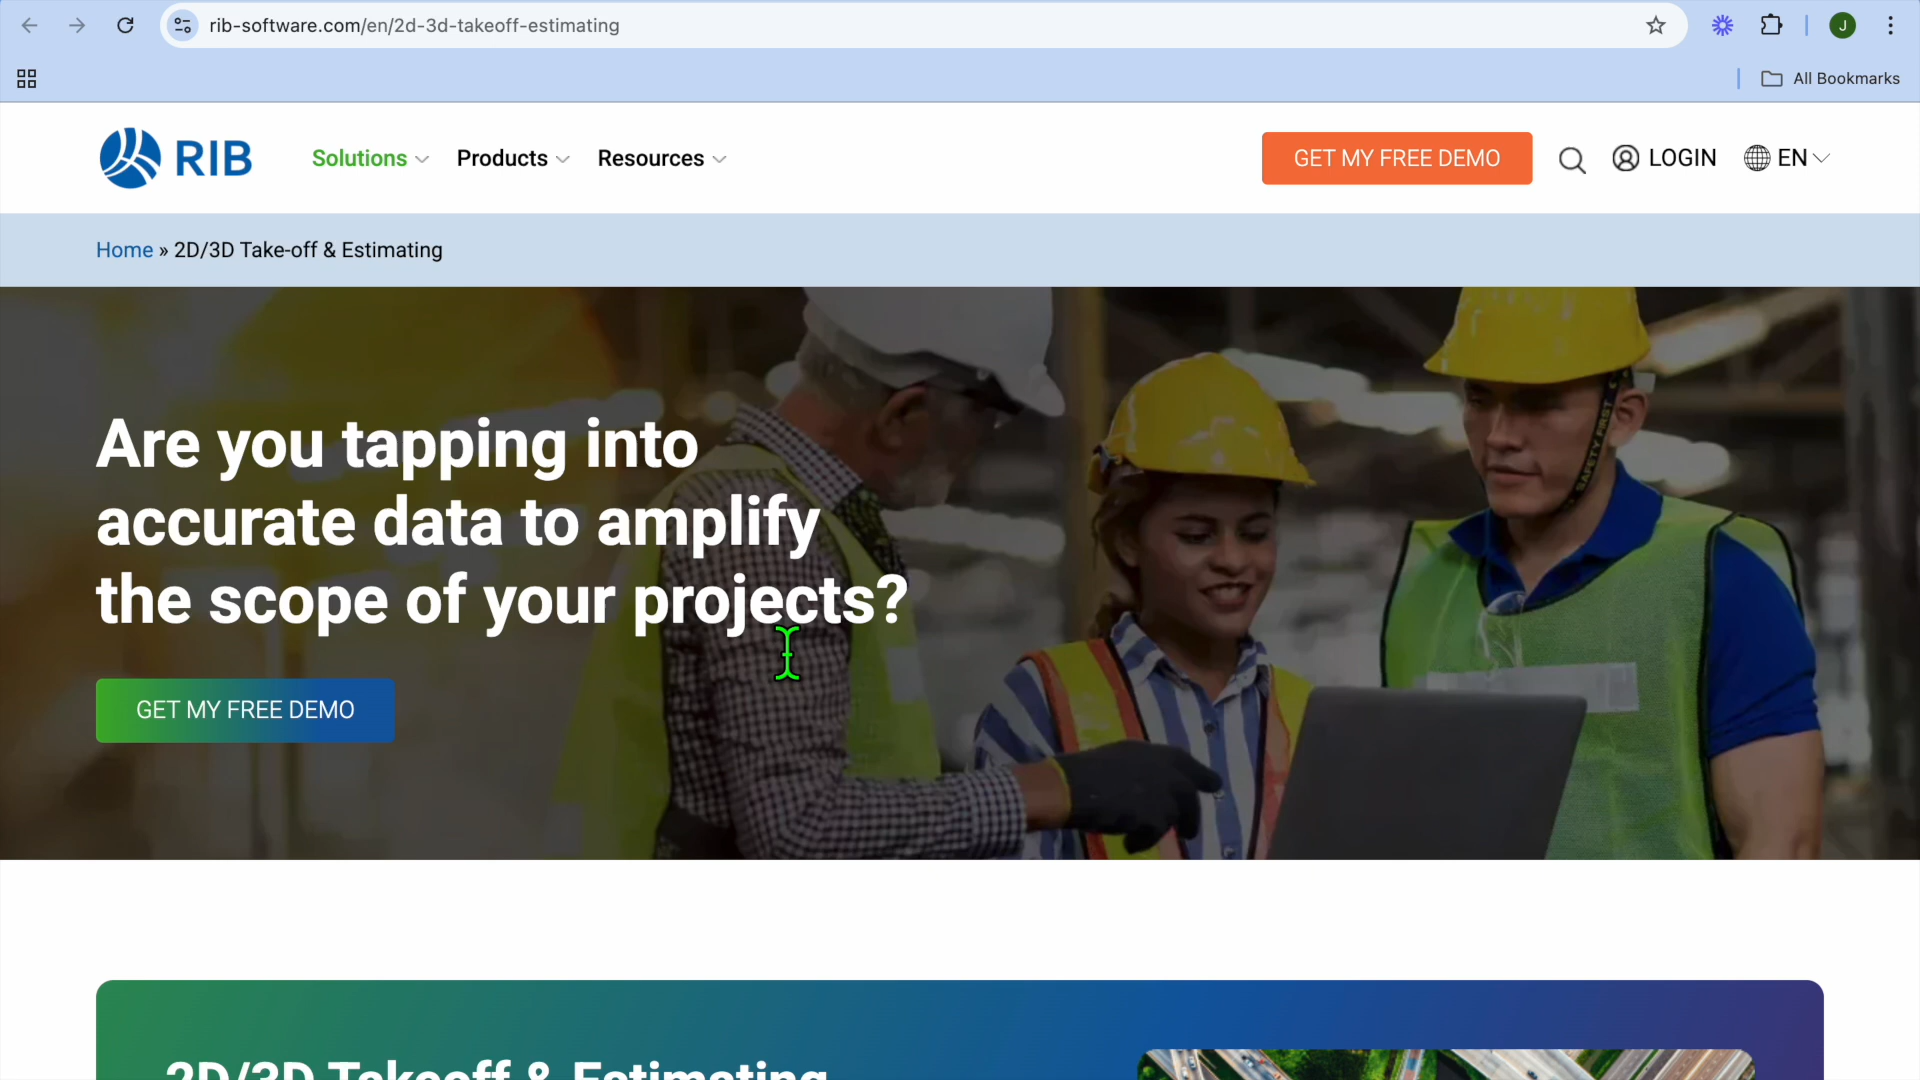 rib-software.com/en/2d-3d-takeoff-estimating
J
All Bookmarks
RIB
Solutions
Products
Resources
GET MY FREE DEMO
LOGIN
EN
Home » 2D/3D Take-off & Estimating
SAFETY FIRST
Are you tapping into
accurate data to amplify
the scope of your projects?
GET MY FREE DEMO
2D/3D Takeoff & Estimating